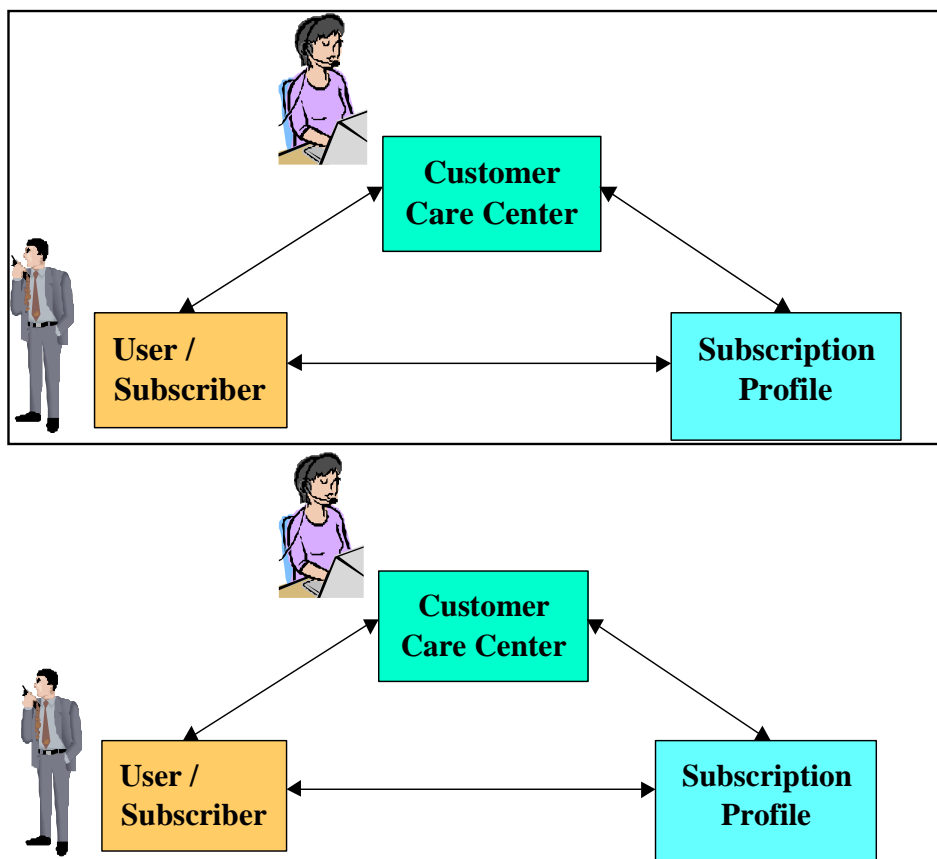 Customer
Care Center
User /
Subscriber
Subscription
Profile
Customer
Care Center
User /
Subscriber
Subscription
Profile